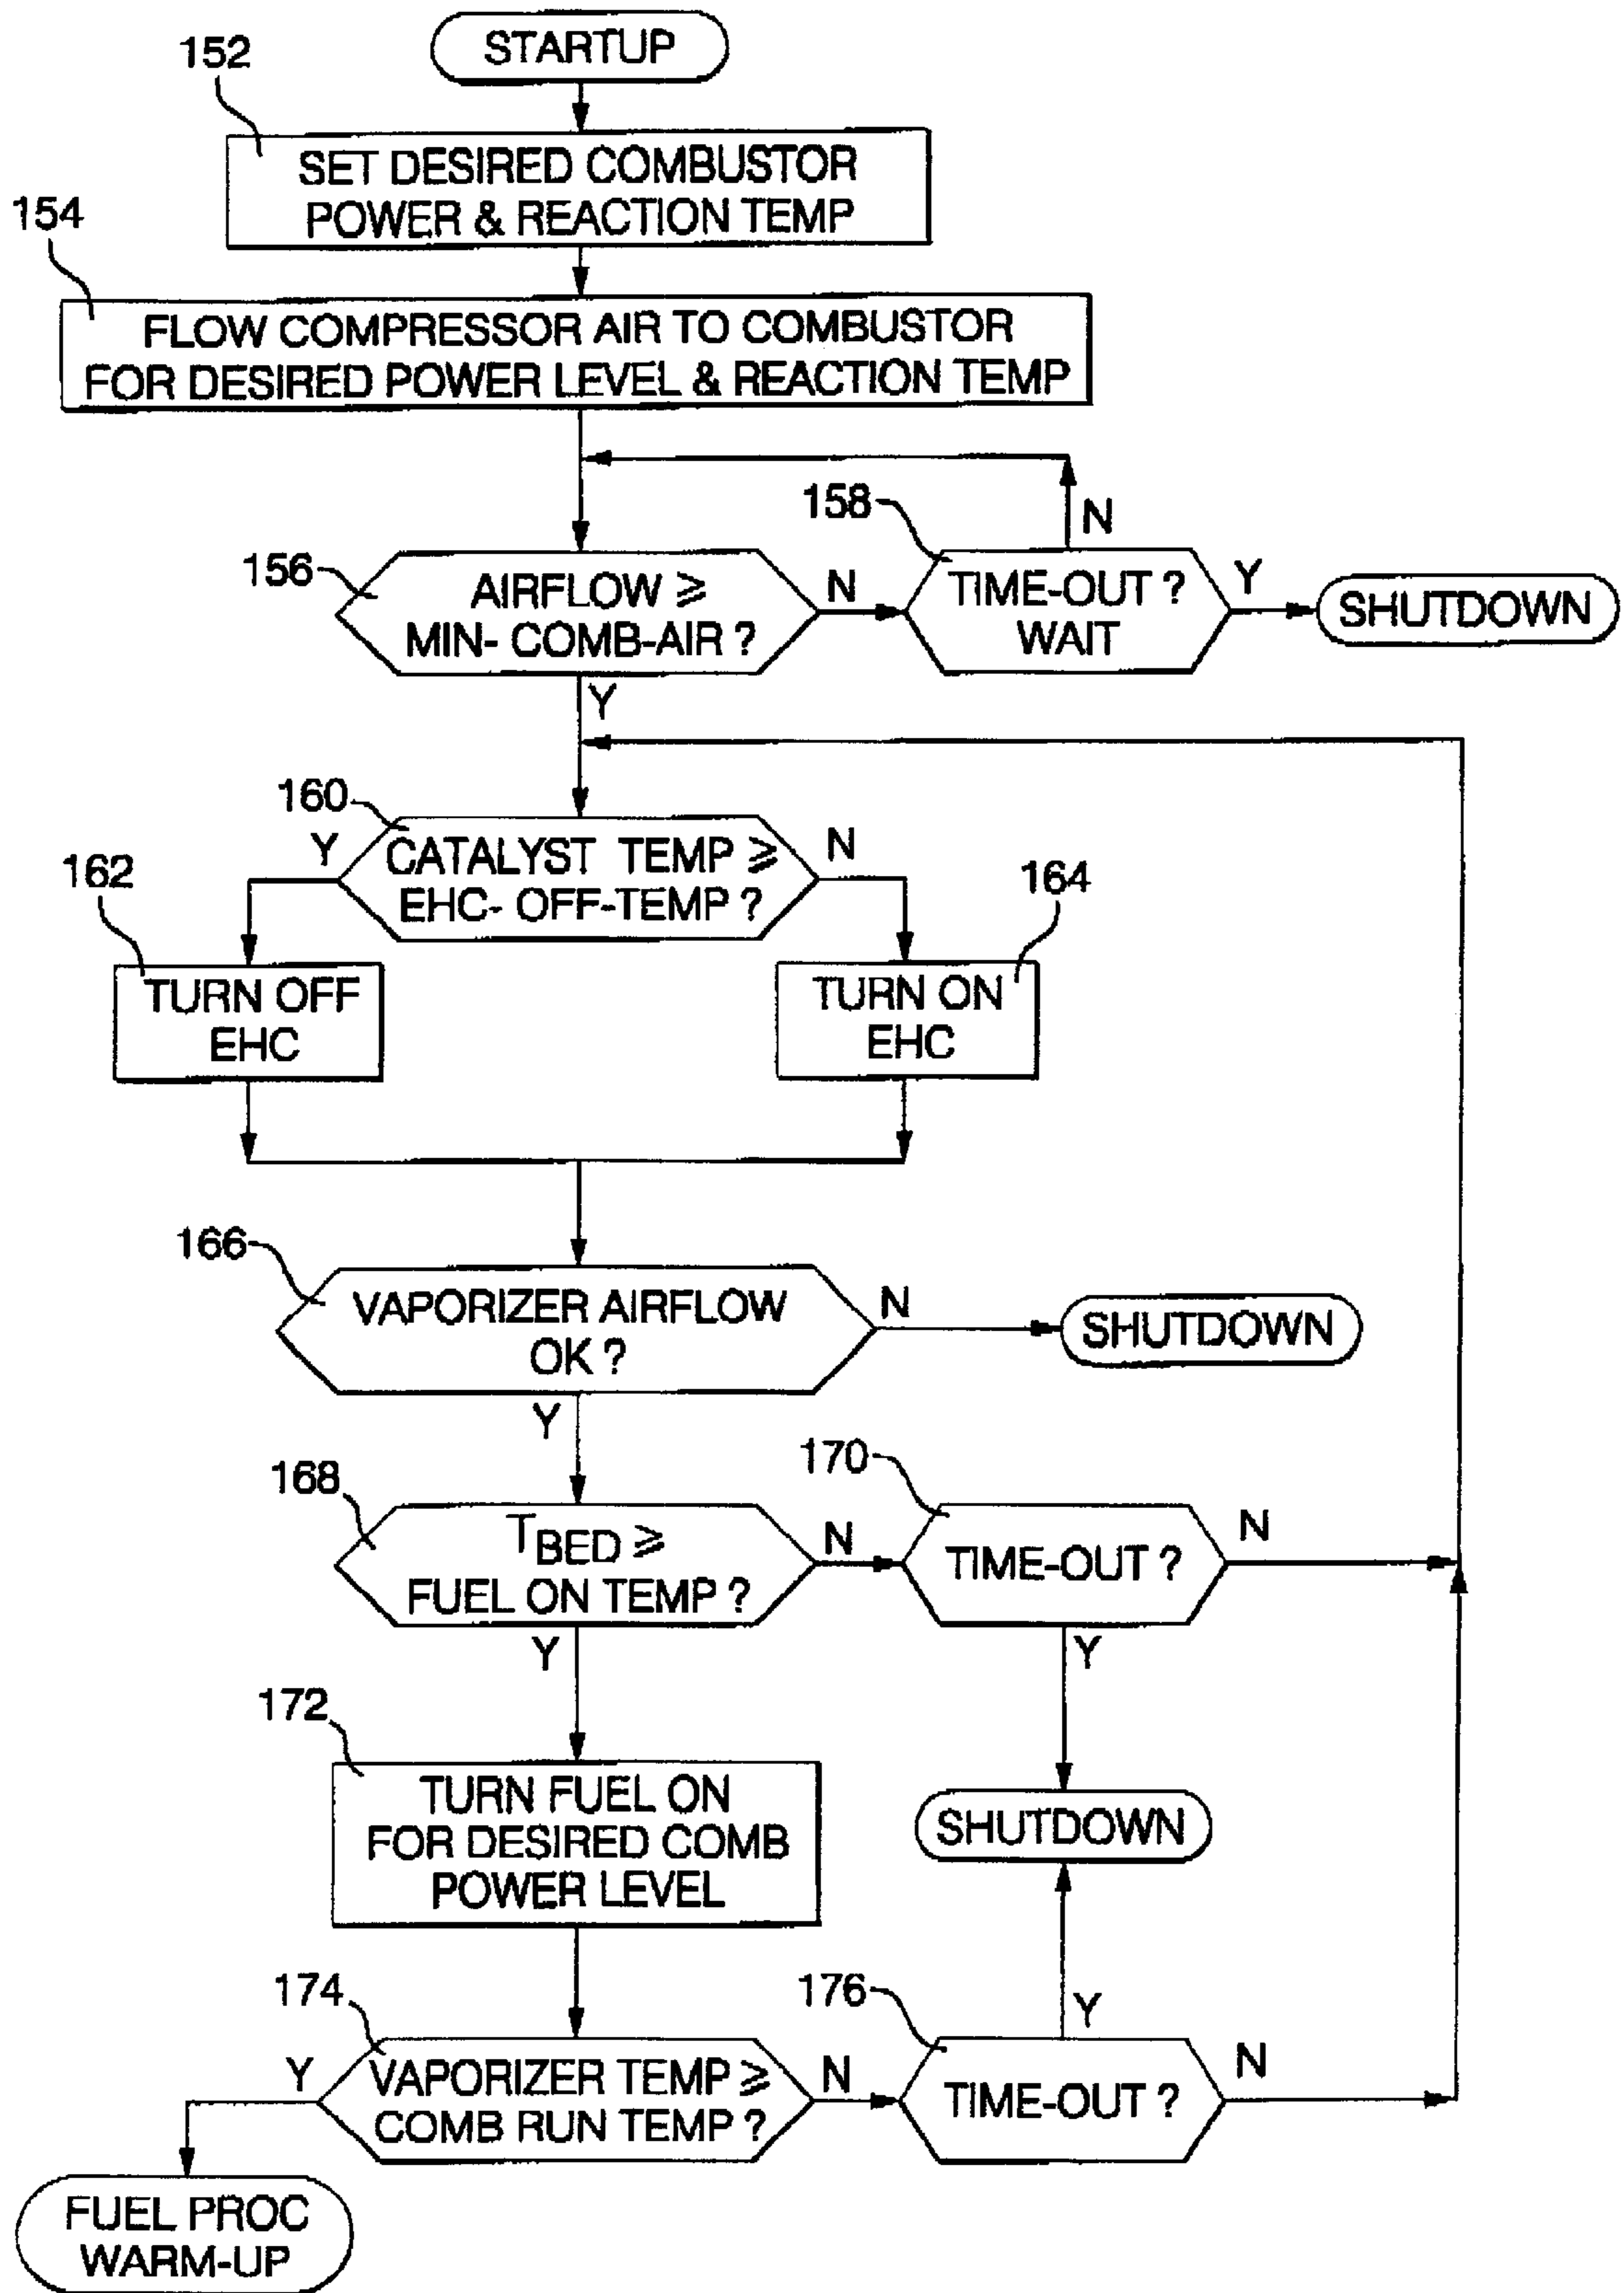 STARTUP
152
SET DESIRED COMBUSTOR
POWER & REACTION TEMP
154
FLOW COMPRESSOR AIR TO COMBUSTOR
FOR DESIRED POWER LEVEL & REACTION TEMP
156
AIRFLOW ≥
MIN- COMB-AIR ?
N
Y
158
TIME-OUT ?
WAIT
N
Y
SHUTDOWN
160
CATALYST TEMP ≥
EHC- OFF-TEMP ?
Y
N
162
TURN OFF
EHC
164
TURN ON
EHC
166
VAPORIZER AIRFLOW
OK ?
N
SHUTDOWN
Y
168
TBED ≥
FUEL ON TEMP ?
N
Y
170
TIME-OUT ?
N
Y
172
TURN FUEL ON
FOR DESIRED COMB
POWER LEVEL
SHUTDOWN
174
VAPORIZER TEMP ≥
COMB RUN TEMP ?
Y
N
176
TIME-OUT ?
Y
N
FUEL PROC
WARM-UP